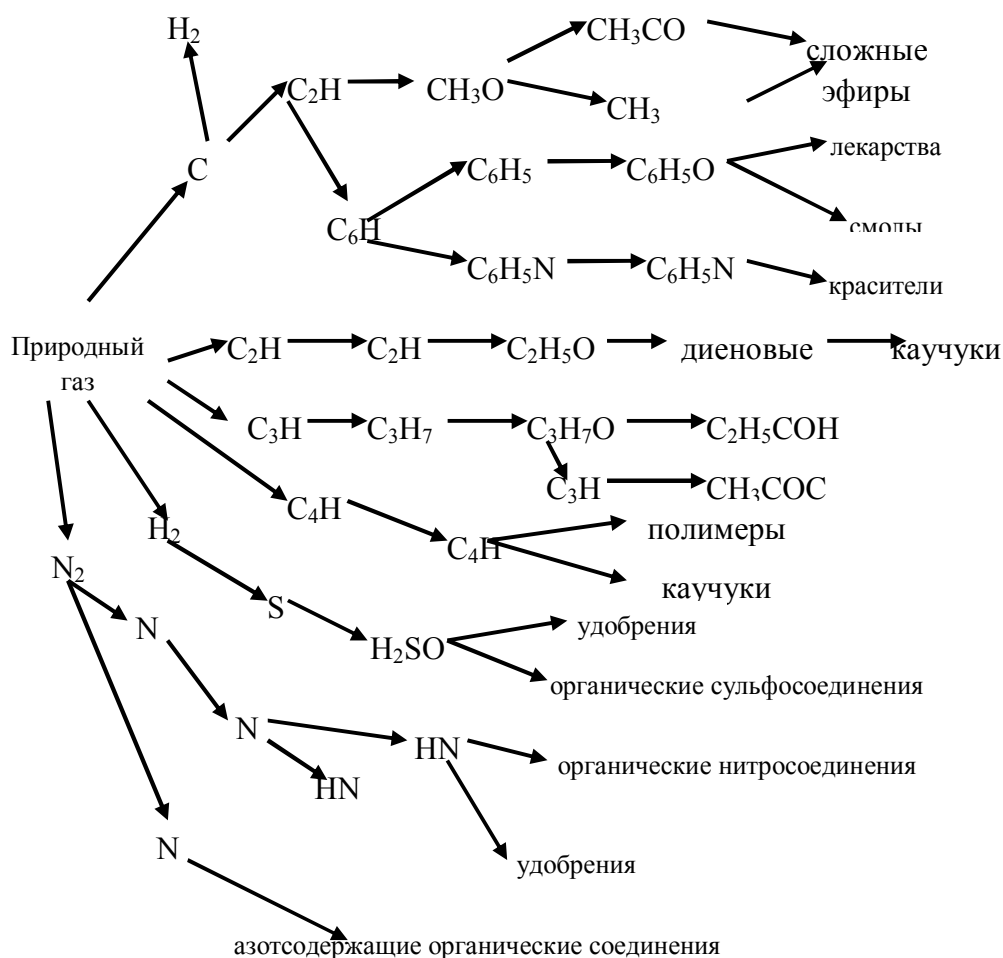 H₂
CH₃CO
сложные
эфиры
C₂H
CH₃O
CH₃
C
лекарства
C₆H₅
C₆H₅O
смолы
C₆H
C₆H₅N
C₆H₅N
красители
Природный
газ
C₂H
C₂H
C₂H₅O
диеновые
каучуки
C₃H
C₃H₇
C₃H₇O
C₂H₅COH
C₃H
CH₃COC
C₄H
H₂
C₄H
полимеры
N₂
каучуки
S
N
удобрения
H₂SO
органические сульфосоединения
N
HN
HN
органические нитросоединения
N
удобрения
азотсодержащие органические соединения